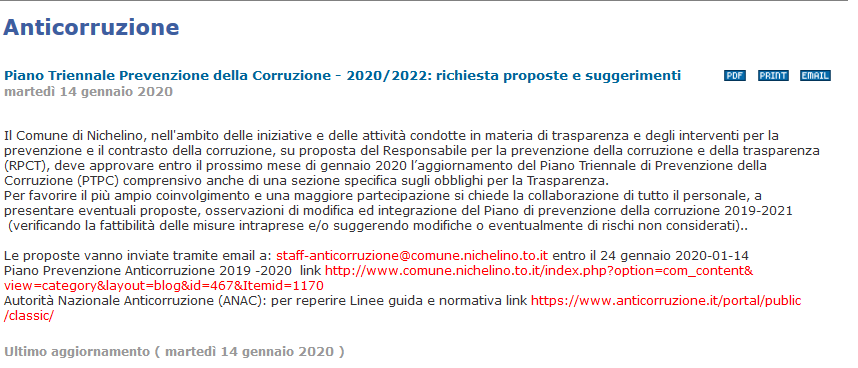 Anticorruzione
Piano Triennale Prevenzione della Corruzione - 2020/2022: richiesta proposte e suggerimenti
PDF PRINT EMAIL
martedì 14 gennaio 2020
Il Comune di Nichelino, nell'ambito delle iniziative e delle attività condotte in materia di trasparenza e degli interventi per la
prevenzione e il contrasto della corruzione, su proposta del Responsabile per la prevenzione della corruzione e della trasparenza
(RPCT), deve approvare entro il prossimo mese di gennaio 2020 l’aggiornamento del Piano Triennale di Prevenzione della
Corruzione (PTPC) comprensivo anche di una sezione specifica sugli obblighi per la Trasparenza.
Per favorire il più ampio coinvolgimento e una maggiore partecipazione si chiede la collaborazione di tutto il personale, a
presentare eventuali proposte, osservazioni di modifica ed integrazione del Piano di prevenzione della corruzione 2019-2021
(verificando la fattibilità delle misure intraprese e/o suggerendo modifiche o eventualmente di rischi non considerati)..
Le proposte vanno inviate tramite email a: staff-anticorruzione@comune.nichelino.to.it entro il 24 gennaio 2020-01-14
Piano Prevenzione Anticorruzione 2019 -2020 link http://www.comune.nichelino.to.it/index.php?option=com_content&
view=category&layout=blog&id=467&Itemid=1170
Autorità Nazionale Anticorruzione (ANAC): per reperire Linee guida e normativa link https://www.anticorruzione.it/portal/public
/classic/
Ultimo aggiornamento ( martedì 14 gennaio 2020 )